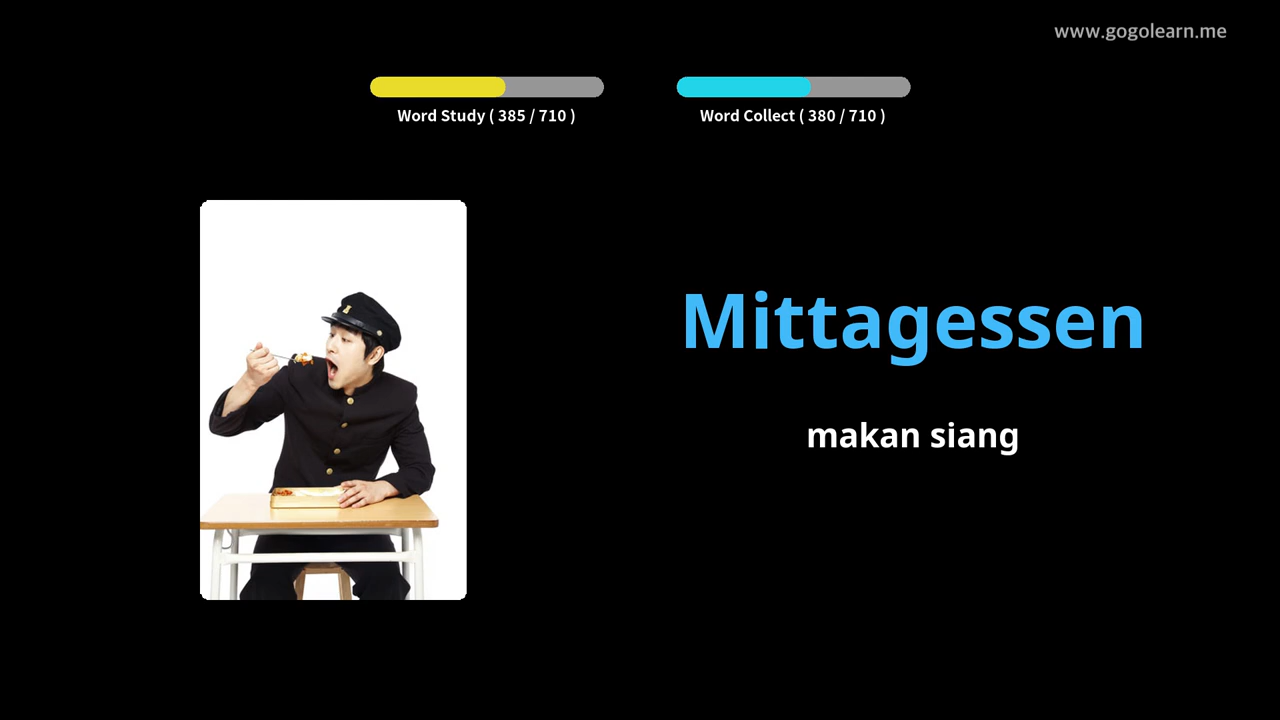 www.gogolearn.me
Word Study ( 385 / 710 )
Word Collect ( 380 / 710 )
Mittagessen
makan siang